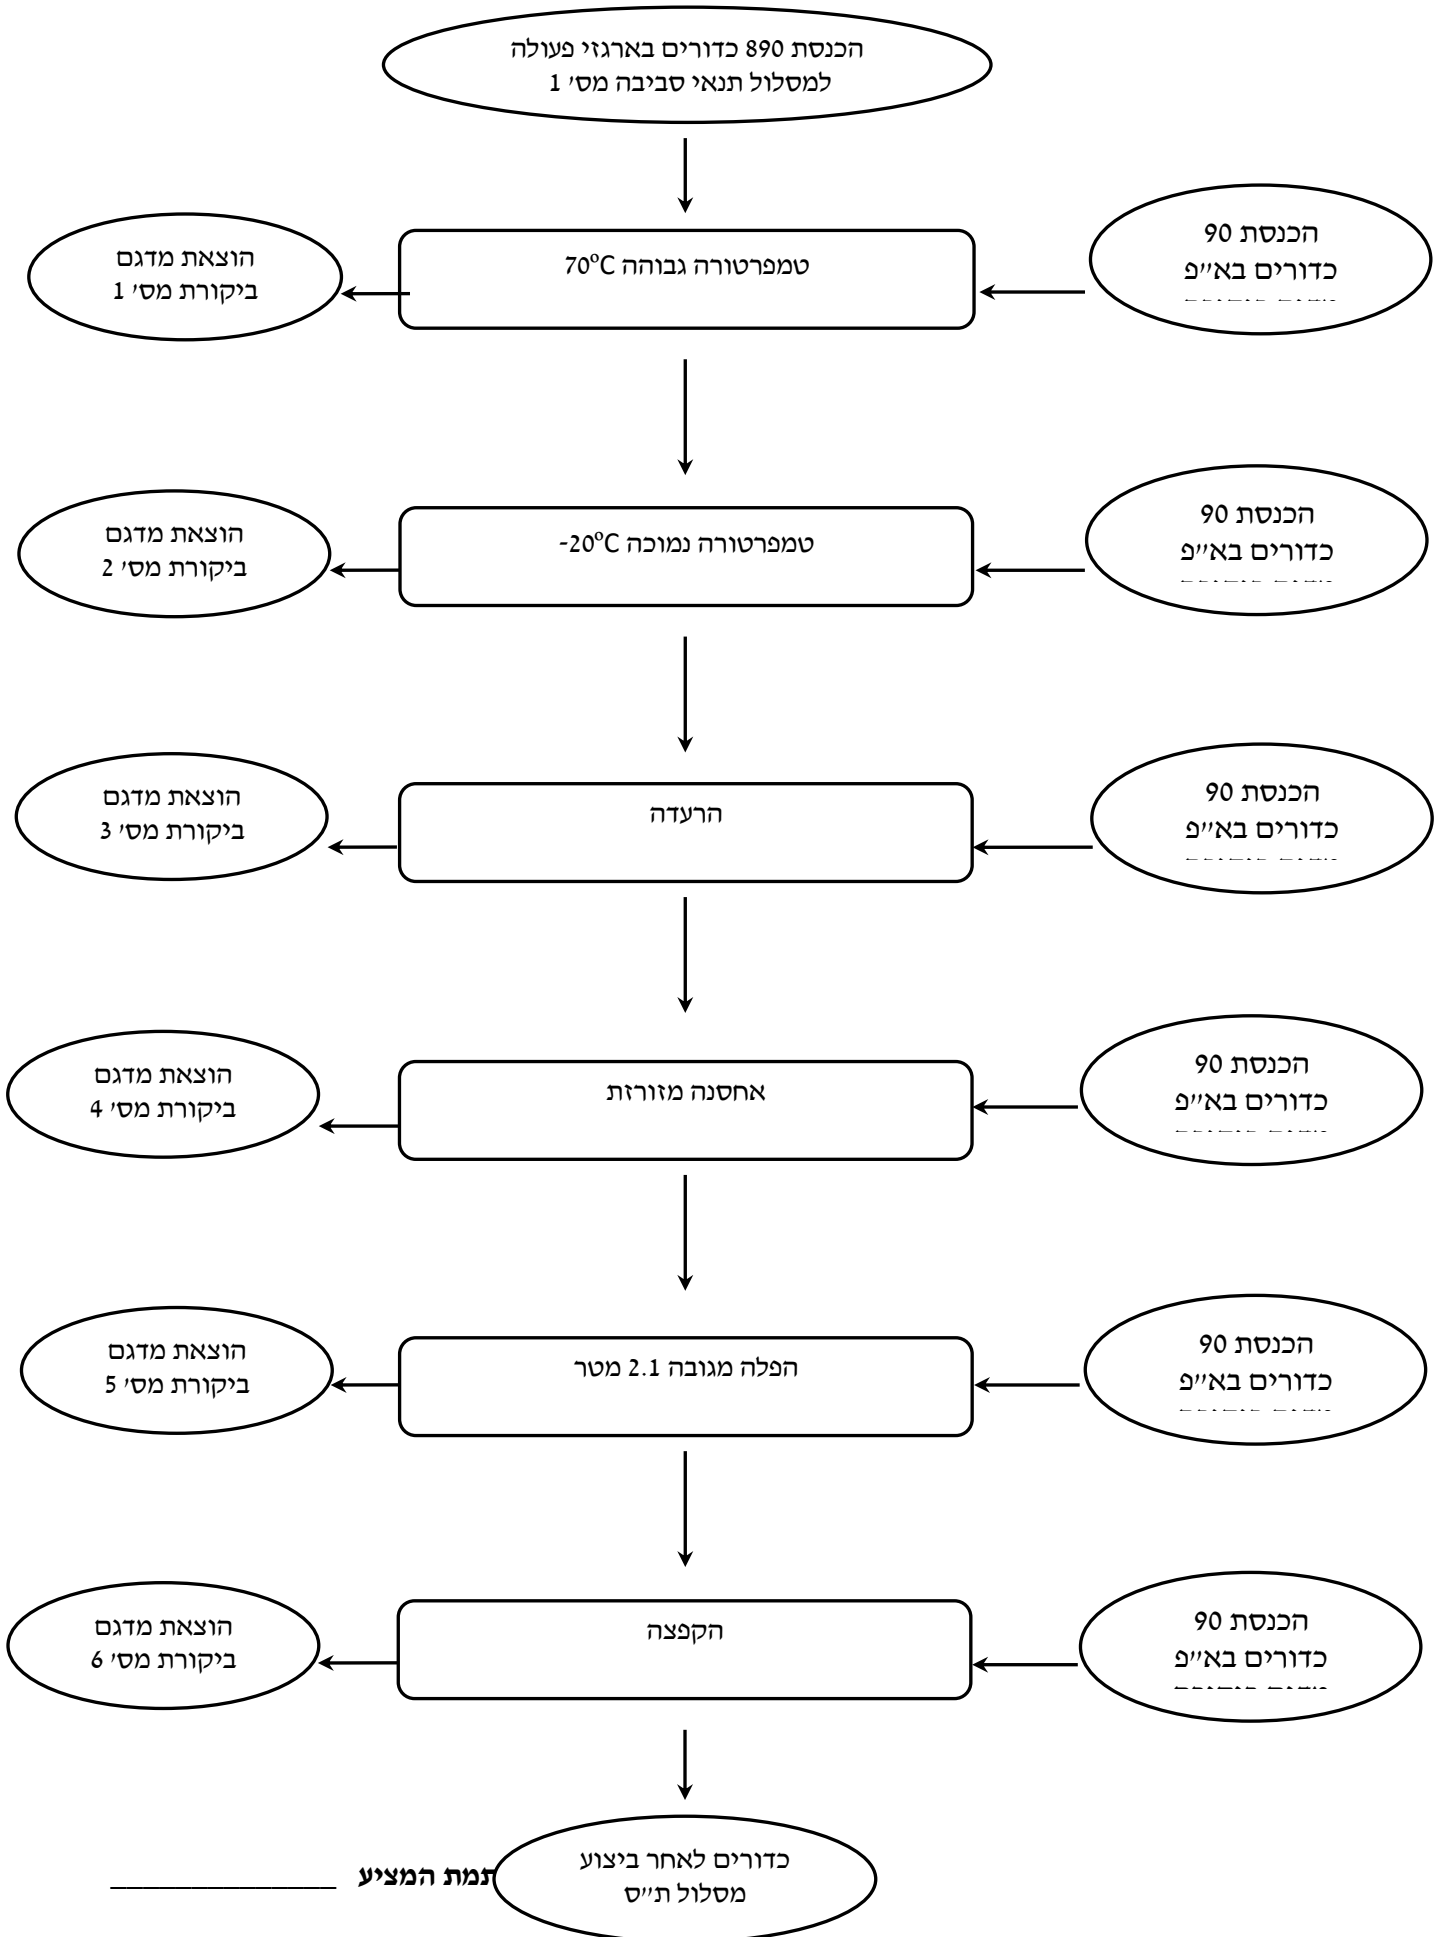 הכנסת 890 כדורים בארגזי פעולה
למסלול תנאי סביבה מס׳ 1
הכנסת 90
כדורים בא״פ
טמפרטורה גבוהה 70°C
הוצאת מדגם
ביקורת מס׳ 1
הכנסת 90
כדורים בא״פ
טמפרטורה נמוכה -20°C
הוצאת מדגם
ביקורת מס׳ 2
הכנסת 90
כדורים בא״פ
הרעדה
הוצאת מדגם
ביקורת מס׳ 3
הכנסת 90
כדורים בא״פ
אחסנה מזורזת
הוצאת מדגם
ביקורת מס׳ 4
הכנסת 90
כדורים בא״פ
הפלה מגובה 2.1 מטר
הוצאת מדגם
ביקורת מס׳ 5
הכנסת 90
כדורים בא״פ
הקפצה
הוצאת מדגם
ביקורת מס׳ 6
כדורים לאחר ביצוע
מסלול ת״ס
תמת המציע ________________